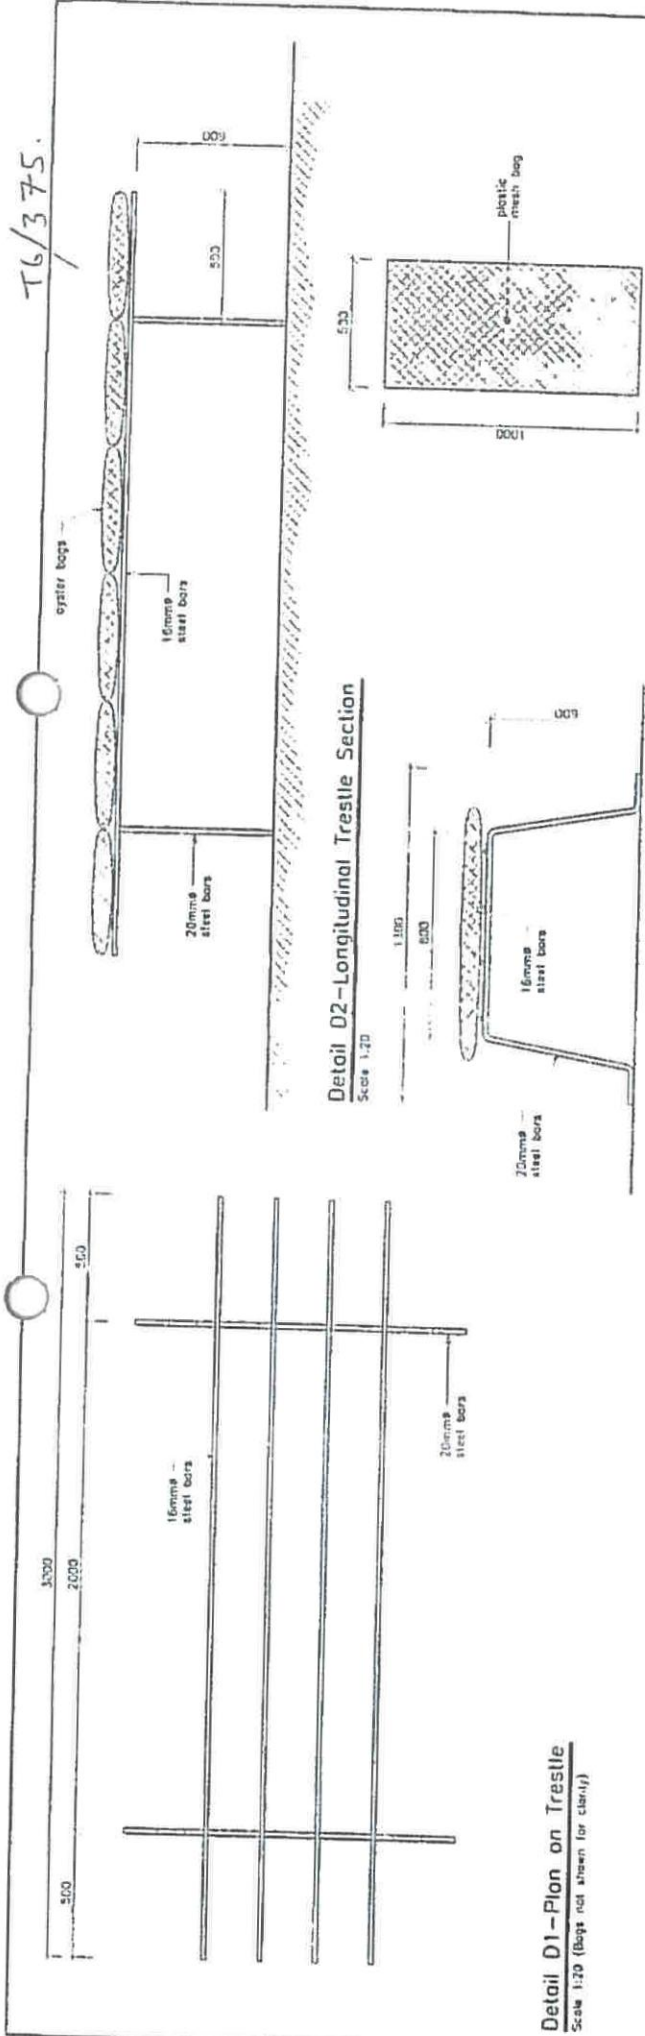 T6/375.
3000
2000
500
500
16mmø
steel bars
20mmø
steel bars
Detail D1-Plan on Trestle
Scale 1:20 (Bags not shown for clarity)
oyster bags
600
500
16mmø
steel bars
20mmø
steel bars
Detail D2-Longitudinal Trestle Section
Scale 1:20
1300
800
600
16mmø
steel bars
20mmø
steel bars
500
1000
plastic
mesh bag